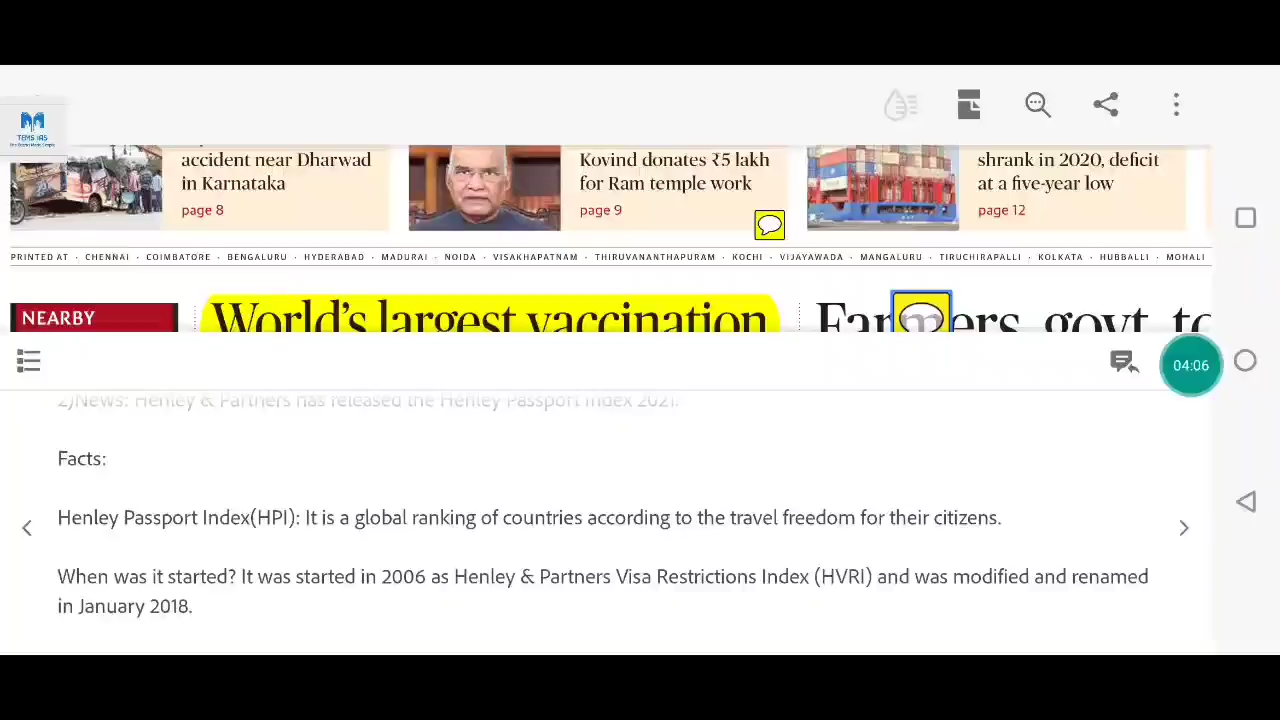 TEMS IAS
accident near Dharwad
in Karnataka
page 8
Kovind donates ₹5 lakh
for Ram temple work
page 9
shrank in 2020, deficit
at a five-year low
page 12
PRINTED AT · CHENNAI · COIMBATORE · BENGALURU · HYDERABAD · MADURAI · NOIDA · VISAKHAPATNAM · THIRUVANANTHAPURAM · KOCHI · VIJAYAWADA · MANGALURU · TIRUCHIRAPALLI · KOLKATA · HUBBALLI · MOHALI
NEARBY
World's largest vaccination
Farmers, govt. to
04:06
2)News: Henley & Partners has released the Henley Passport Index 2021.
Facts:
Henley Passport Index(HPI): It is a global ranking of countries according to the travel freedom for their citizens.
When was it started? It was started in 2006 as Henley & Partners Visa Restrictions Index (HVRI) and was modified and renamed
in January 2018.